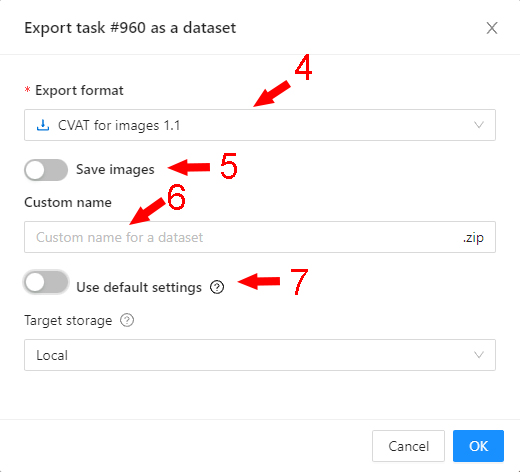 Export task #960 as a dataset
4
* Export format
CVAT for images 1.1
Save images
5
6
Custom name
Custom name for a dataset .zip
Use default settings
7
Target storage
Local
Cancel OK